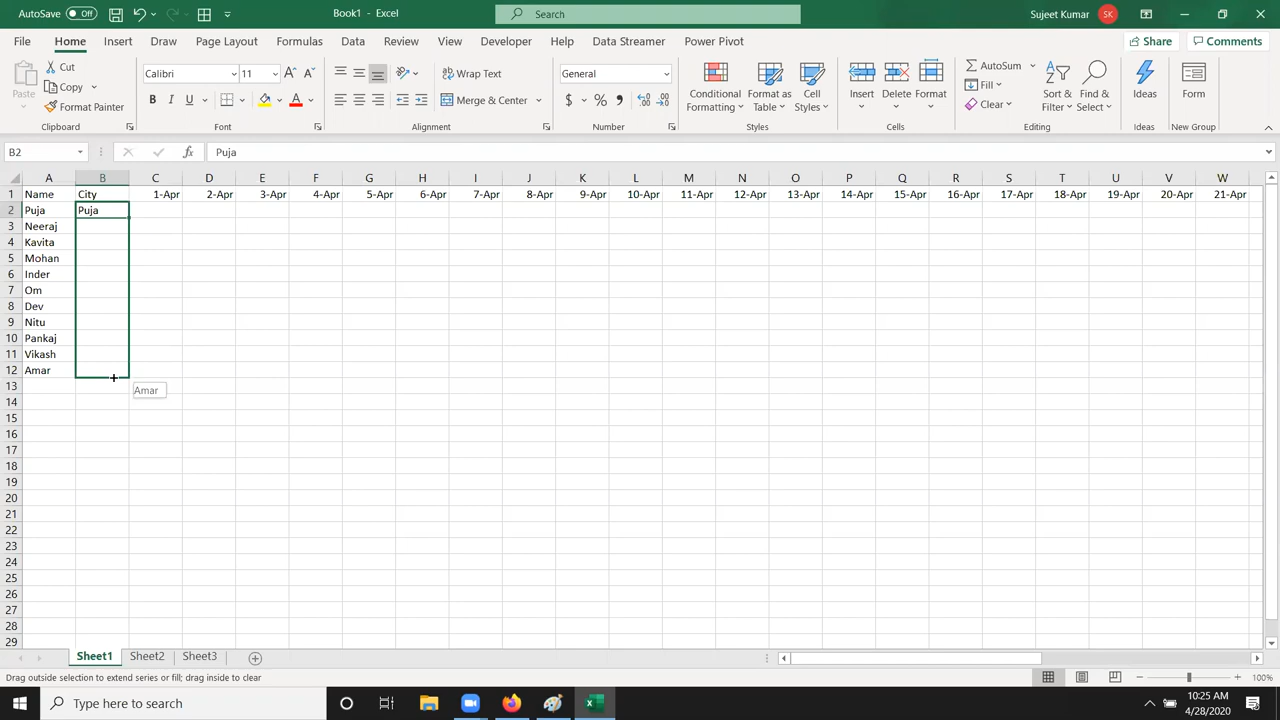 AutoSave Off Book1 - Excel Search Sujeet Kumar SK
File Home Insert Draw Page Layout Formulas Data Review View Developer Help Data Streamer Power Pivot Share Comments
Paste Cut Copy Format Painter Clipboard
Calibri 11 A A B I U A Font
Wrap Text Merge & Center Alignment
General $ % , Number
Conditional Formatting Format as Table Cell Styles Styles
Insert Delete Format Cells
AutoSum Fill Clear Sort & Filter Find & Select Editing
Ideas Ideas
Form New Group
B2 fx Puja
A B C D E F G H I J K L M N O P Q R S T U V W
1 Name City 1-Apr 2-Apr 3-Apr 4-Apr 5-Apr 6-Apr 7-Apr 8-Apr 9-Apr 10-Apr 11-Apr 12-Apr 13-Apr 14-Apr 15-Apr 16-Apr 17-Apr 18-Apr 19-Apr 20-Apr 21-Apr
2 Puja Puja
3 Neeraj
4 Kavita
5 Mohan
6 Inder
7 Om
8 Dev
9 Nitu
10 Pankaj
11 Vikash
12 Amar
13 Amar
14
15
16
17
18
19
20
21
22
23
24
25
26
27
28
29
Sheet1 Sheet2 Sheet3
Drag outside selection to extend series or fill; drag inside to clear 100%
Type here to search 10:25 AM
4/28/2020